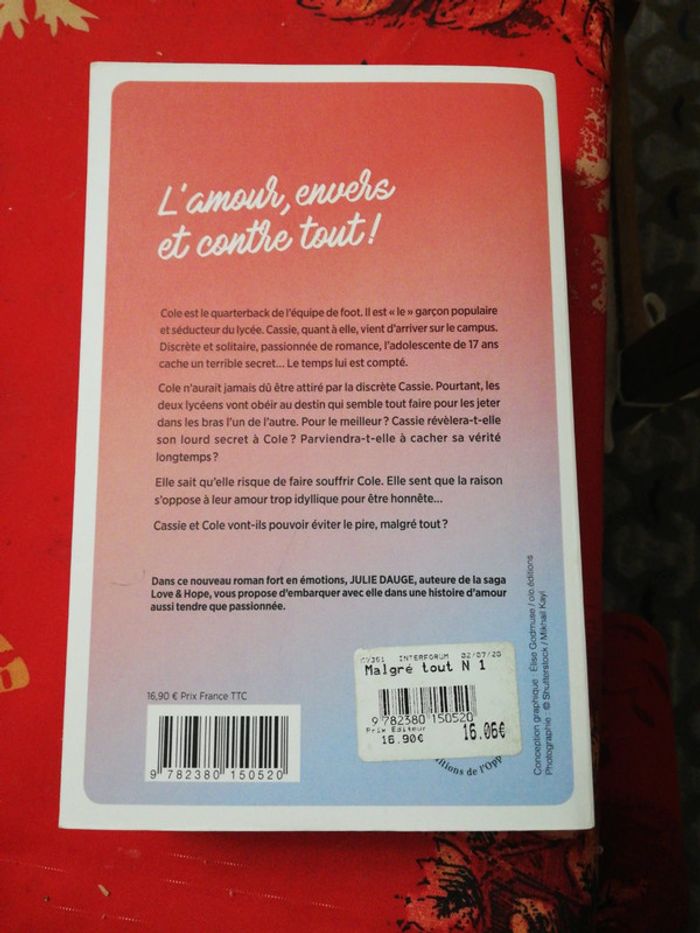 L'amour, envers
et contre tout !
Cole est le quarterback de l'équipe de foot. Il est « le » garçon populaire
et séducteur du lycée. Cassie, quant à elle, vient d'arriver sur le campus.
Discrète et solitaire, passionnée de romance, l'adolescente de 17 ans
cache un terrible secret... Le temps lui est compté.
Cole n'aurait jamais dû être attiré par la discrète Cassie. Pourtant, les
deux lycéens vont obéir au destin qui semble tout faire pour les jeter
dans les bras l'un de l'autre. Pour le meilleur ? Cassie révèlera-t-elle
son lourd secret à Cole ? Parviendra-t-elle à cacher sa vérité
longtemps ?
Elle sait qu'elle risque de faire souffrir Cole. Elle sent que la raison
s'oppose à leur amour trop idyllique pour être honnête...
Cassie et Cole vont-ils pouvoir éviter le pire, malgré tout ?
Dans ce nouveau roman fort en émotions, JULIE DAUGE, auteure de la saga
Love & Hope, vous propose d'embarquer avec elle dans une histoire d'amour
aussi tendre que passionnée.
16,90 € Prix France TTC
9 782380 150520
INTERFORUM 02/07/20
Malgré tout N 1
9 782380 150520
Prix Editeur
16.90€
16.06€
itions de l'Opp
Conception graphique : Élise Godmuse / olo éditions
Photographie : © Shutterstock / Mikhail Kayl